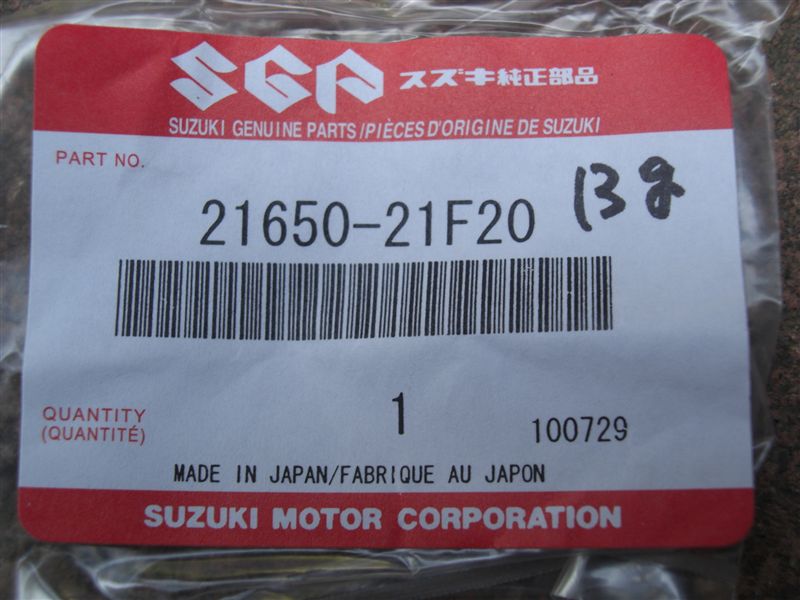 SGP スズキ純正部品
SUZUKI GENUINE PARTS/PIÈCES D'ORIGINE DE SUZUKI
PART NO.
21650-21F20
13g
QUANTITY 1 100729
(QUANTITÉ)
MADE IN JAPAN/FABRIQUE AU JAPON
SUZUKI MOTOR CORPORATION